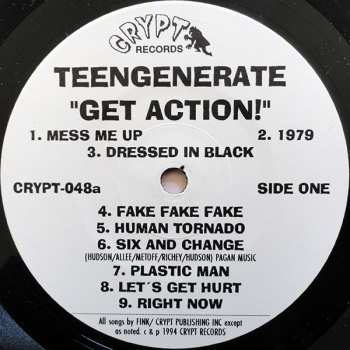 CRYPT
RECORDS
TEENGENERATE
"GET ACTION!"
1. MESS ME UP 2. 1979
3. DRESSED IN BLACK
CRYPT-048a SIDE ONE
4. FAKE FAKE FAKE
5. HUMAN TORNADO
6. SIX AND CHANGE
(HUDSON/ALLEE/METOFF/RICHEY/HUDSON) PAGAN MUSIC
7. PLASTIC MAN
8. LET´S GET HURT
9. RIGHT NOW
All songs by FINK/ CRYPT PUBLISHING INC except
as noted. c & p 1994 CRYPT RECORDS